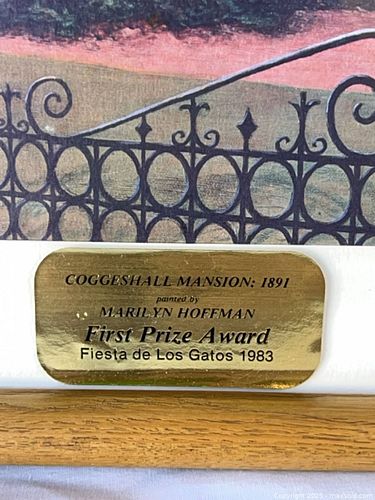 COGGESHALL MANSION: 1891
painted by
MARILYN HOFFMAN
First Prize Award
Fiesta de Los Gatos 1983